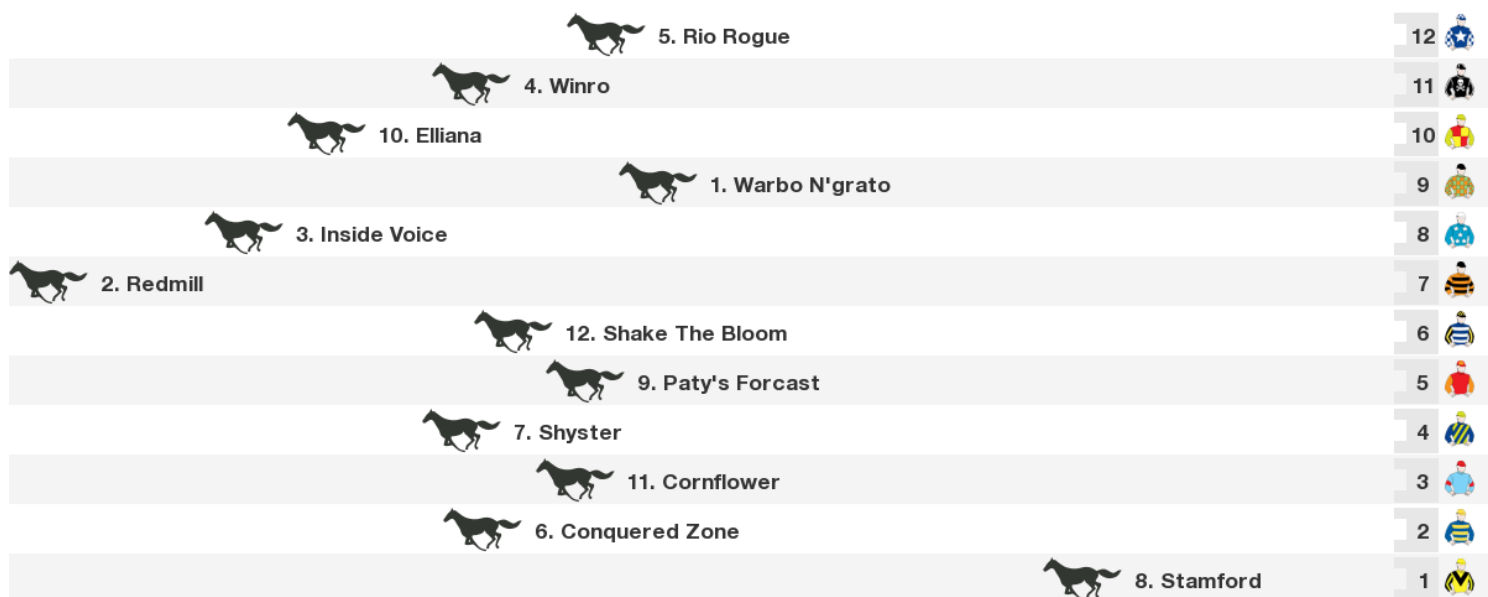 5. Rio Rogue 12
4. Winro 11
10. Elliana 10
1. Warbo N'grato 9
3. Inside Voice 8
2. Redmill 7
12. Shake The Bloom 6
9. Paty's Forcast 5
7. Shyster 4
11. Cornflower 3
6. Conquered Zone 2
8. Stamford 1